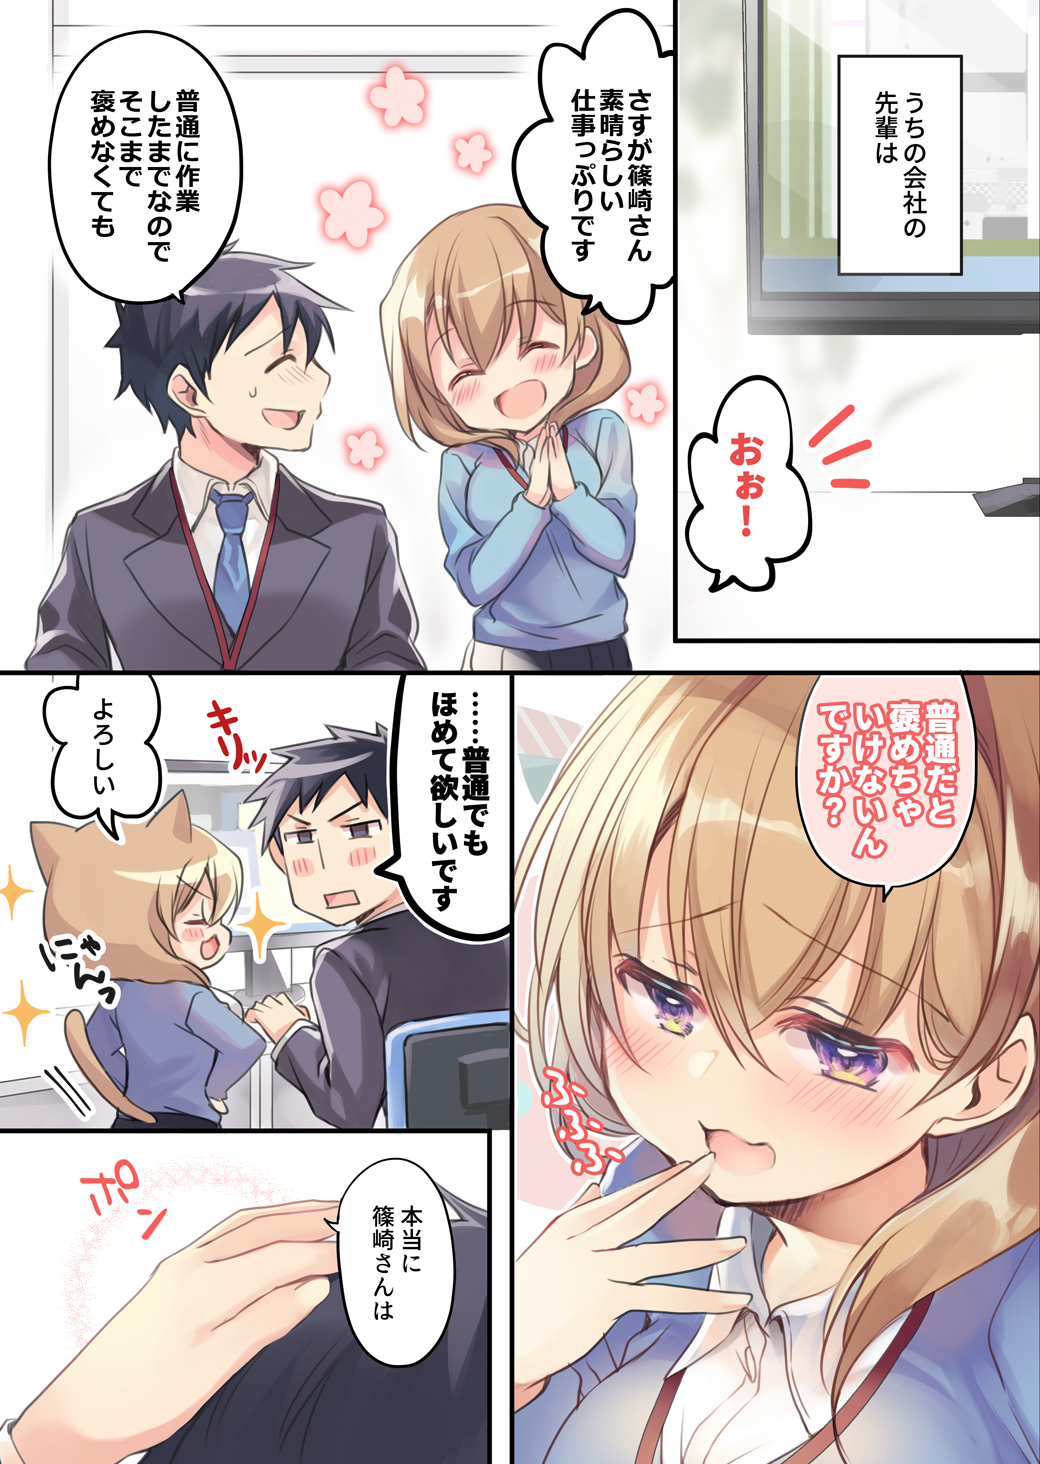 うちの会社の
先輩は
おぉ！
さすが篠崎さん
素晴らしい
仕事っぷりです
普通に作業
したまでなので
そこまで
褒めなくても
普通だと
褒めちゃ
いけないん
ですか？
ふふふふ
……普通でも
ほめて欲しいです
キリッ
よろしい
にゃんっ
本当に
篠崎さんは
ポン